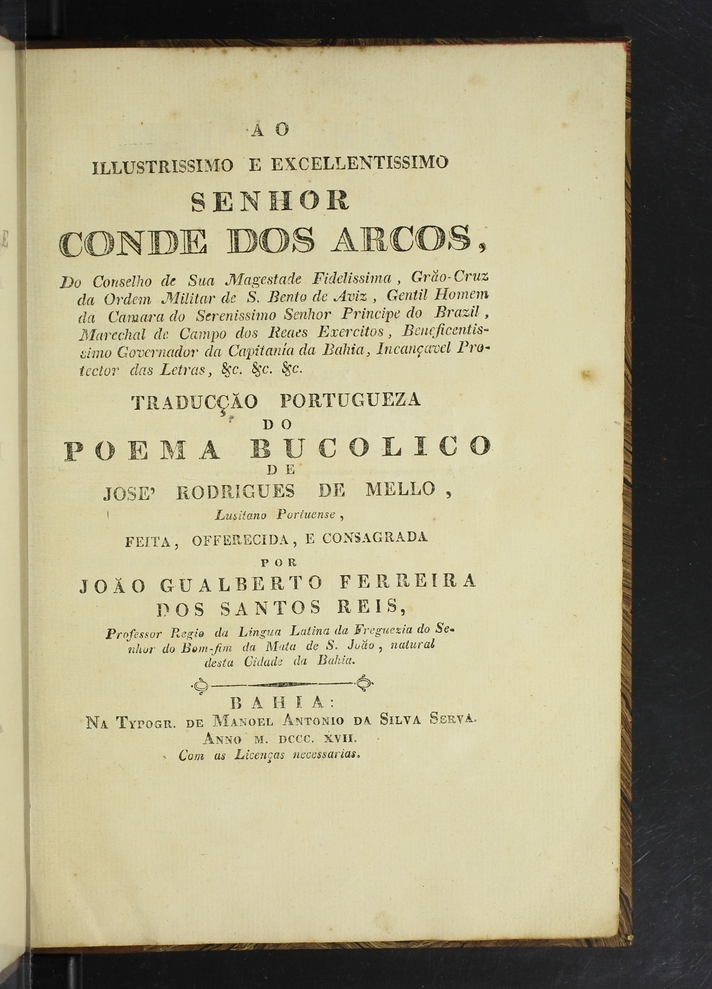 AO
ILLUSTRISSIMO E EXCELLENTISSIMO
SENHOR
CONDE DOS ARCOS,
Do Conselho de Sua Magestade Fidelissima, Grão-Cruz
da Ordem Militar de S. Bento de Aviz, Gentil Homem
da Camara do Serenissimo Senhor Principe do Brazil,
Marechal de Campo dos Reaes Exercitos, Beneficentis-
simo Governador da Capitanía da Bahia, Incançavel Pro-
tector das Letras, &c. &c. &c.
TRADUCÇÃO PORTUGUEZA
DO
POEMA BUCOLICO
DE
JOSE' RODRIGUES DE MELLO,
Lusitano Portuense,
FEITA, OFFERECIDA, E CONSAGRADA
POR
JOÃO GUALBERTO FERREIRA
DOS SANTOS REIS,
Professor Regio da Lingua Latina da Freguezia do Se-
nhor do Bom-fim da Mata de S. João, natural
desta Cidade da Bahia.
BAHIA:
NA TYPOGR. DE MANOEL ANTONIO DA SILVA SERVA.
ANNO M. DCCC. XVII.
Com as Licenças necessarias.